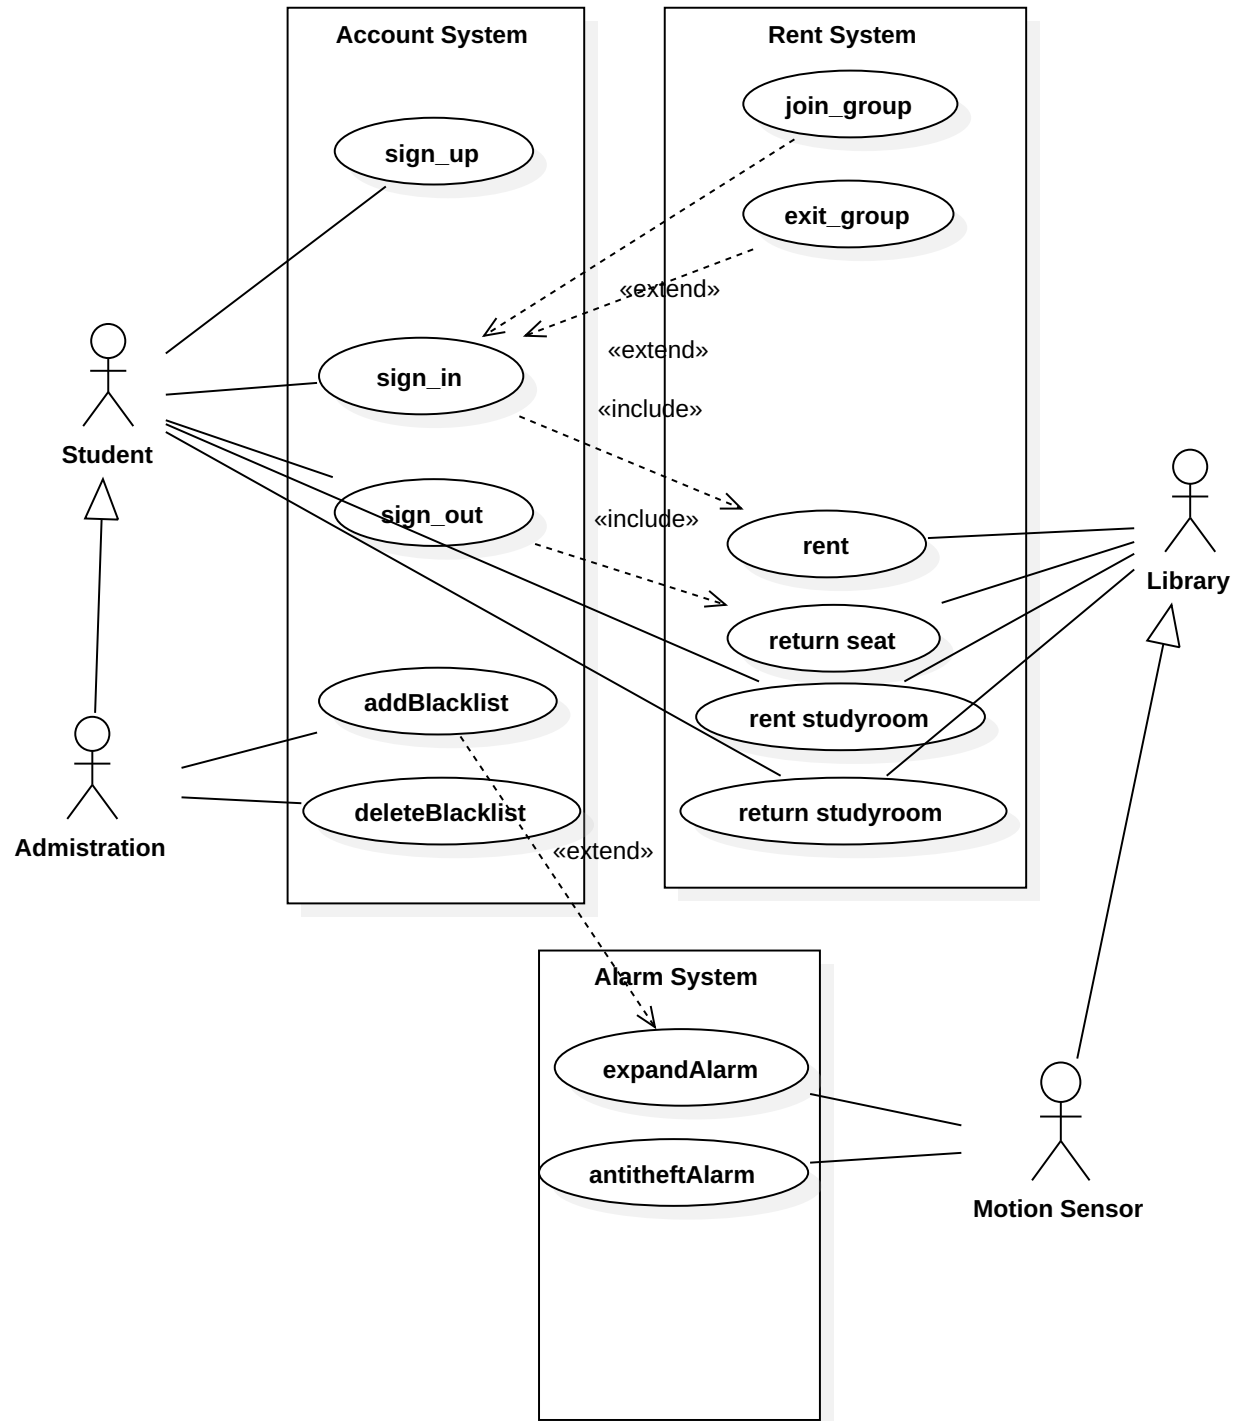 Account System
Rent System
join_group
sign_up
exit_group
«extend»
«extend»
sign_in
«include»
Student
sign_out
«include»
rent
Library
return seat
addBlacklist
rent studyroom
deleteBlacklist
return studyroom
Admistration
«extend»
Alarm System
expandAlarm
antitheftAlarm
Motion Sensor